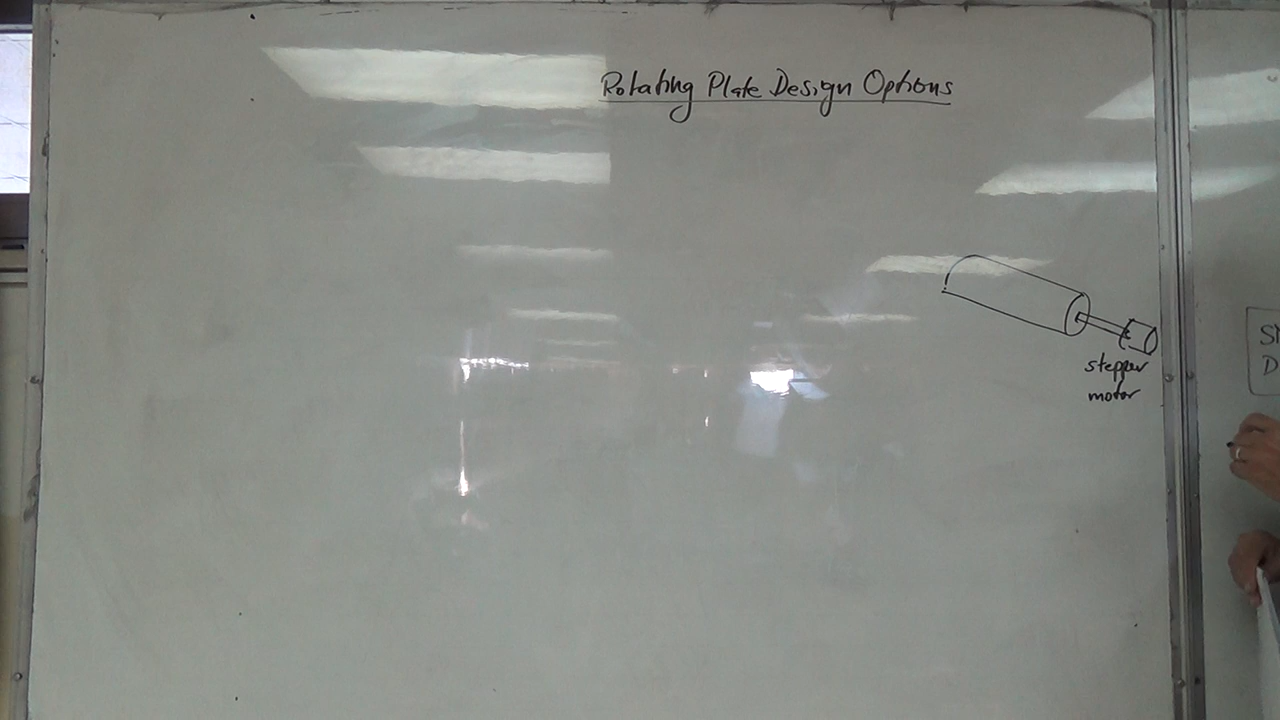 Rotating Plate Design Options
stepper
motor